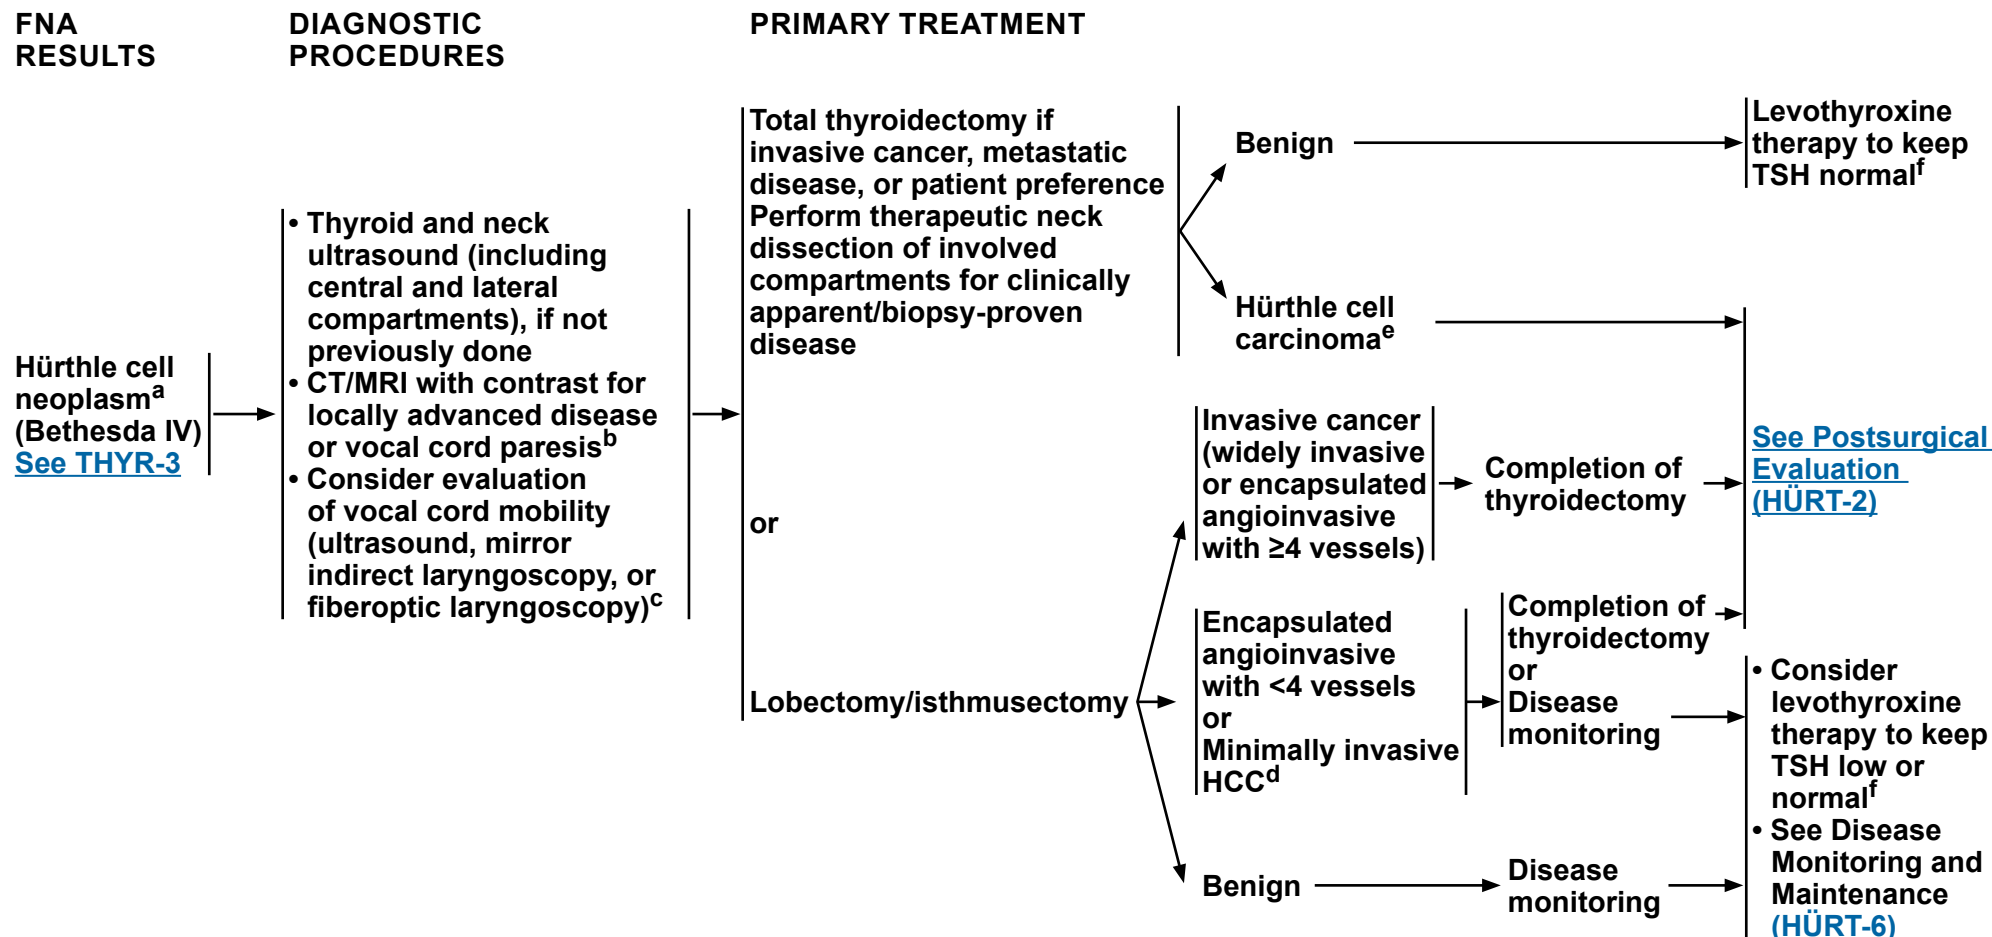 FNA
RESULTS
DIAGNOSTIC
PROCEDURES
PRIMARY TREATMENT
Hürthle cell
neoplasmᵃ
(Bethesda IV)
See THYR-3
• Thyroid and neck
ultrasound (including
central and lateral
compartments), if not
previously done
• CT/MRI with contrast for
locally advanced disease
or vocal cord paresisᵇ
• Consider evaluation
of vocal cord mobility
(ultrasound, mirror
indirect laryngoscopy, or
fiberoptic laryngoscopy)ᶜ
Total thyroidectomy if
invasive cancer, metastatic
disease, or patient preference
Perform therapeutic neck
dissection of involved
compartments for clinically
apparent/biopsy-proven
disease
or
Lobectomy/isthmusectomy
Benign
Levothyroxine
therapy to keep
TSH normalᶠ
Hürthle cell
carcinomaᵉ
Invasive cancer
(widely invasive
or encapsulated
angioinvasive
with ≥4 vessels)
Completion of
thyroidectomy
See Postsurgical
Evaluation
(HÜRT-2)
Encapsulated
angioinvasive
with <4 vessels
or
Minimally invasive
HCCᵈ
Completion of
thyroidectomy
or
Disease
monitoring
Benign
Disease
monitoring
• Consider
levothyroxine
therapy to keep
TSH low or
normalᶠ
• See Disease
Monitoring and
Maintenance
(HÜRT-6)